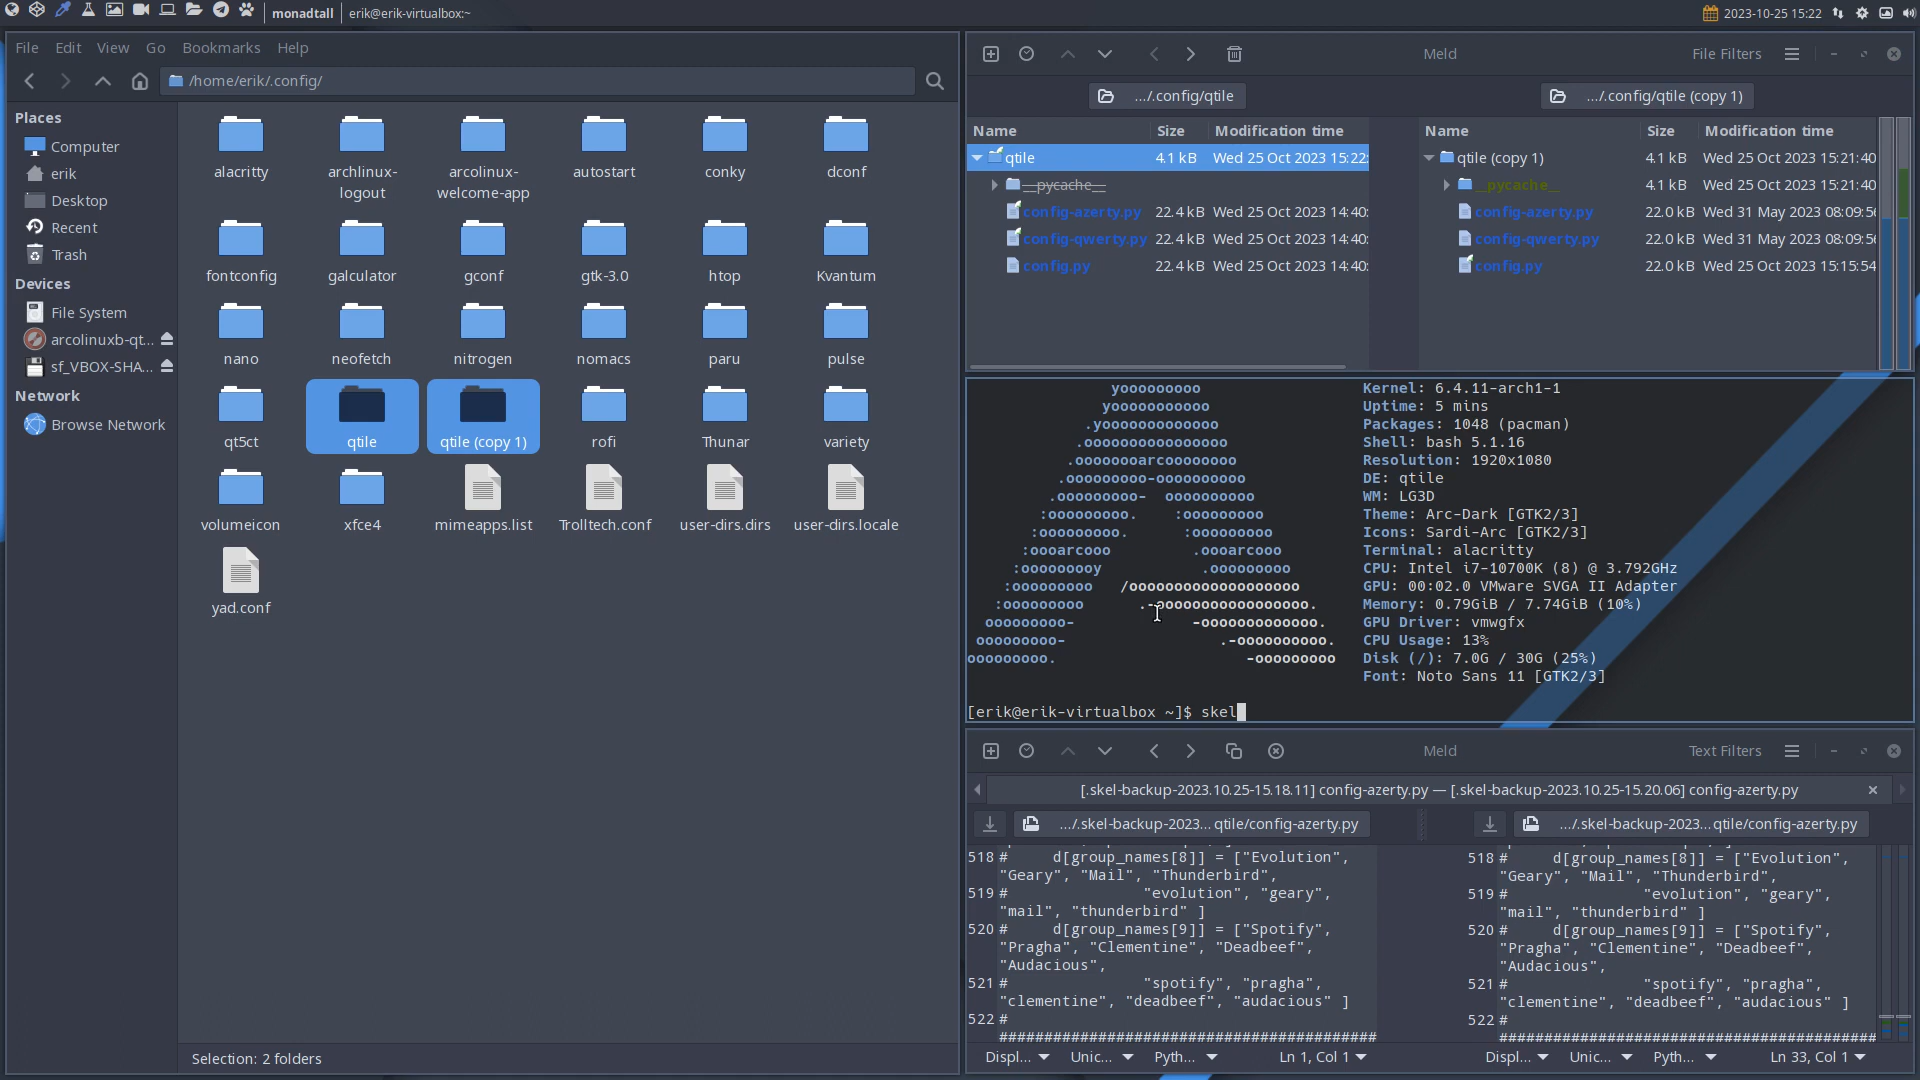 monadtall
erik@erik-virtualbox:~
2023-10-25 15:22
File Edit View Go Bookmarks Help
/home/erik/.config/
Places
Computer
erik
Desktop
Recent
Trash
Devices
File System
arcolinuxb-qt...
sf_VBOX-SHA...
Network
Browse Network
alacritty
archlinux-logout
arcolinux-welcome-app
autostart
conky
dconf
fontconfig
galculator
gconf
gtk-3.0
htop
Kvantum
nano
neofetch
nitrogen
nomacs
paru
pulse
qt5ct
qtile
qtile (copy 1)
rofi
Thunar
variety
volumeicon
xfce4
mimeapps.list
Trolltech.conf
user-dirs.dirs
user-dirs.locale
yad.conf
Selection: 2 folders
Meld
File Filters
.../.config/qtile
.../.config/qtile (copy 1)
Name Size Modification time
qtile 4.1 kB Wed 25 Oct 2023 15:22:
__pycache__
config-azerty.py 22.4 kB Wed 25 Oct 2023 14:40:
config-qwerty.py 22.4 kB Wed 25 Oct 2023 14:40:
config.py 22.4 kB Wed 25 Oct 2023 14:40:
Name Size Modification time
qtile (copy 1) 4.1 kB Wed 25 Oct 2023 15:21:40
__pycache__ 4.1 kB Wed 25 Oct 2023 15:21:40
config-azerty.py 22.0 kB Wed 31 May 2023 08:09:56
config-qwerty.py 22.0 kB Wed 31 May 2023 08:09:56
config.py 22.0 kB Wed 25 Oct 2023 15:15:54
Kernel: 6.4.11-arch1-1
Uptime: 5 mins
Packages: 1048 (pacman)
Shell: bash 5.1.16
Resolution: 1920x1080
DE: qtile
WM: LG3D
Theme: Arc-Dark [GTK2/3]
Icons: Sardi-Arc [GTK2/3]
Terminal: alacritty
CPU: Intel i7-10700K (8) @ 3.792GHz
GPU: 00:02.0 VMware SVGA II Adapter
Memory: 0.79GiB / 7.74GiB (10%)
GPU Driver: vmwgfx
CPU Usage: 13%
Disk (/): 7.0G / 30G (25%)
Font: Noto Sans 11 [GTK2/3]
[erik@erik-virtualbox ~]$ skel
Meld
Text Filters
[.skel-backup-2023.10.25-15.18.11] config-azerty.py — [.skel-backup-2023.10.25-15.20.06] config-azerty.py
.../.skel-backup-2023... qtile/config-azerty.py
.../.skel-backup-2023... qtile/config-azerty.py
518 # d[group_names[8]] = ["Evolution",
"Geary", "Mail", "Thunderbird",
519 # "evolution", "geary",
"mail", "thunderbird" ]
520 # d[group_names[9]] = ["Spotify",
"Pragha", "Clementine", "Deadbeef",
"Audacious",
521 # "spotify", "pragha",
"clementine", "deadbeef", "audacious" ]
522 #
##########################################
518 # d[group_names[8]] = ["Evolution",
"Geary", "Mail", "Thunderbird",
519 # "evolution", "geary",
"mail", "thunderbird" ]
520 # d[group_names[9]] = ["Spotify",
"Pragha", "Clementine", "Deadbeef",
"Audacious",
521 # "spotify", "pragha",
"clementine", "deadbeef", "audacious" ]
522 #
##########################################
Displ... Unic... Pyth... Ln 1, Col 1
Displ... Unic... Pyth... Ln 33, Col 1